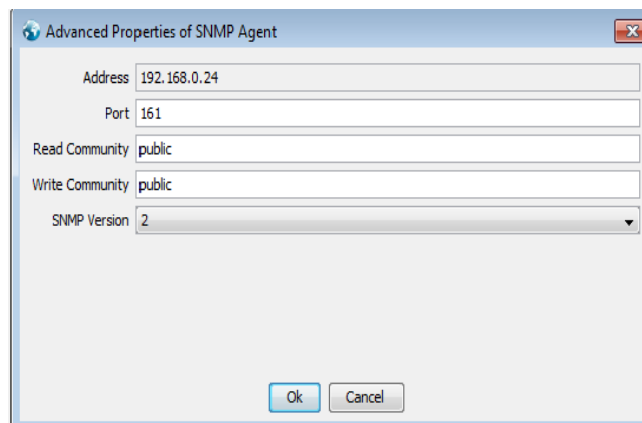 Advanced Properties of SNMP Agent
Address 192.168.0.24
Port 161
Read Community public
Write Community public
SNMP Version 2
Ok Cancel